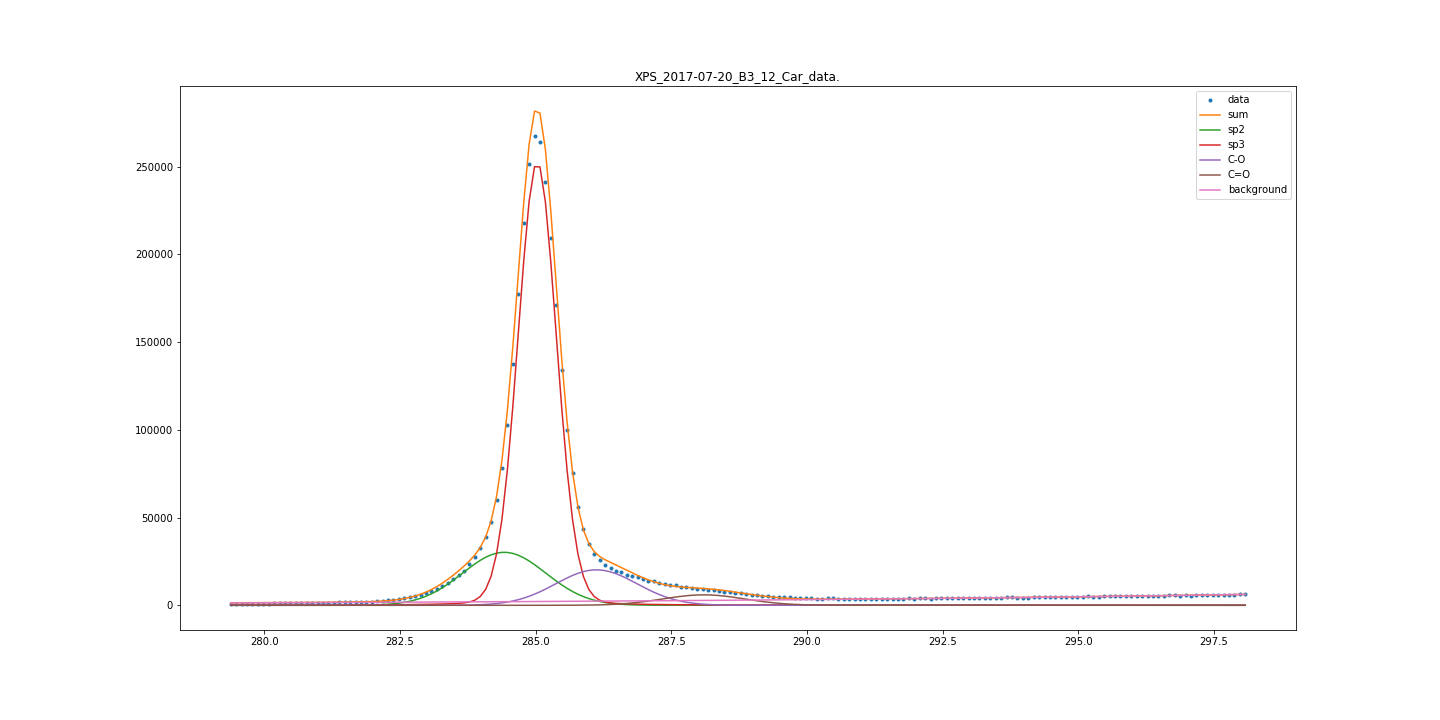 XPS_2017-07-20_B3_12_Car_data.
data
sum
sp2
sp3
C-O
C=O
background
250000
200000
150000
100000
50000
0
280.0 282.5 285.0 287.5 290.0 292.5 295.0 297.5